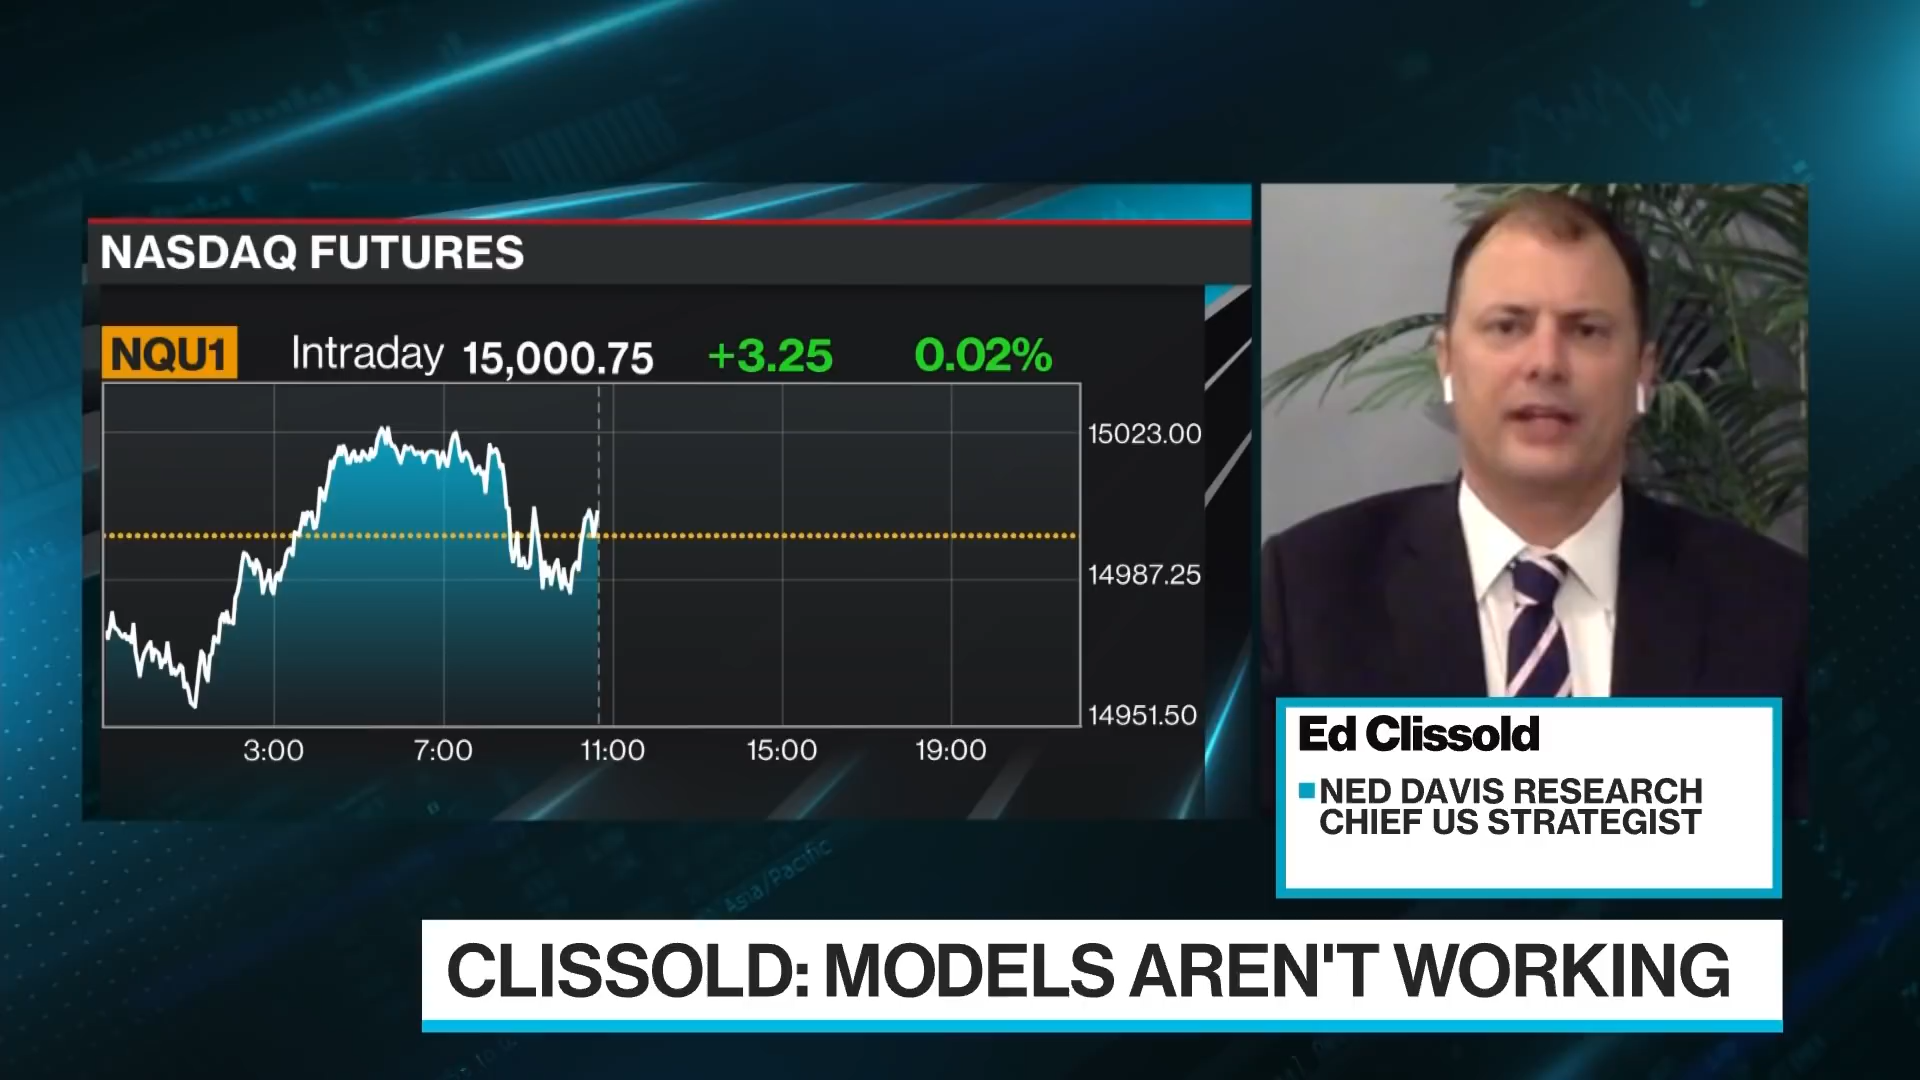 NASDAQ FUTURES
NQU1 Intraday 15,000.75 +3.25 0.02%
15023.00
14987.25
14951.50
3:00 7:00 11:00 15:00 19:00
Ed Clissold
NED DAVIS RESEARCH
CHIEF US STRATEGIST
Asia/Pacific
CLISSOLD: MODELS AREN'T WORKING